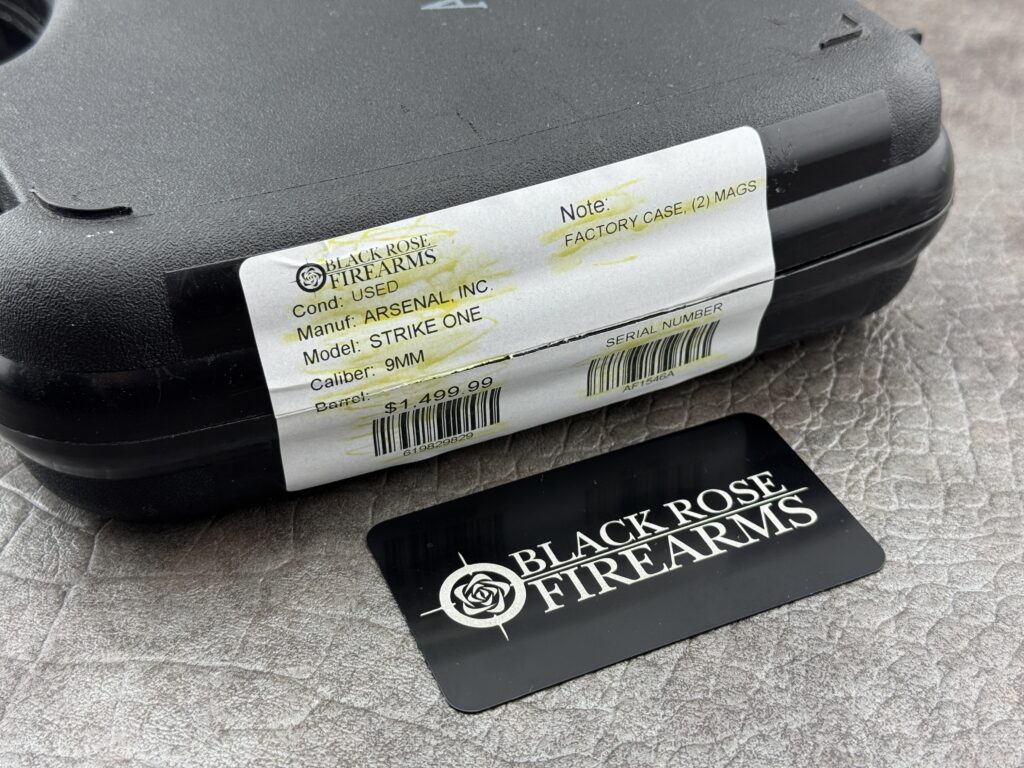 A
BLACK ROSE
FIREARMS
Cond: USED
Manuf: ARSENAL, INC.
Model: STRIKE ONE
Caliber: 9MM
Barrel:
$1,499.99
619829829
Note:
FACTORY CASE, (2) MAGS
SERIAL NUMBER
AF1546A
BLACK ROSE
FIREARMS